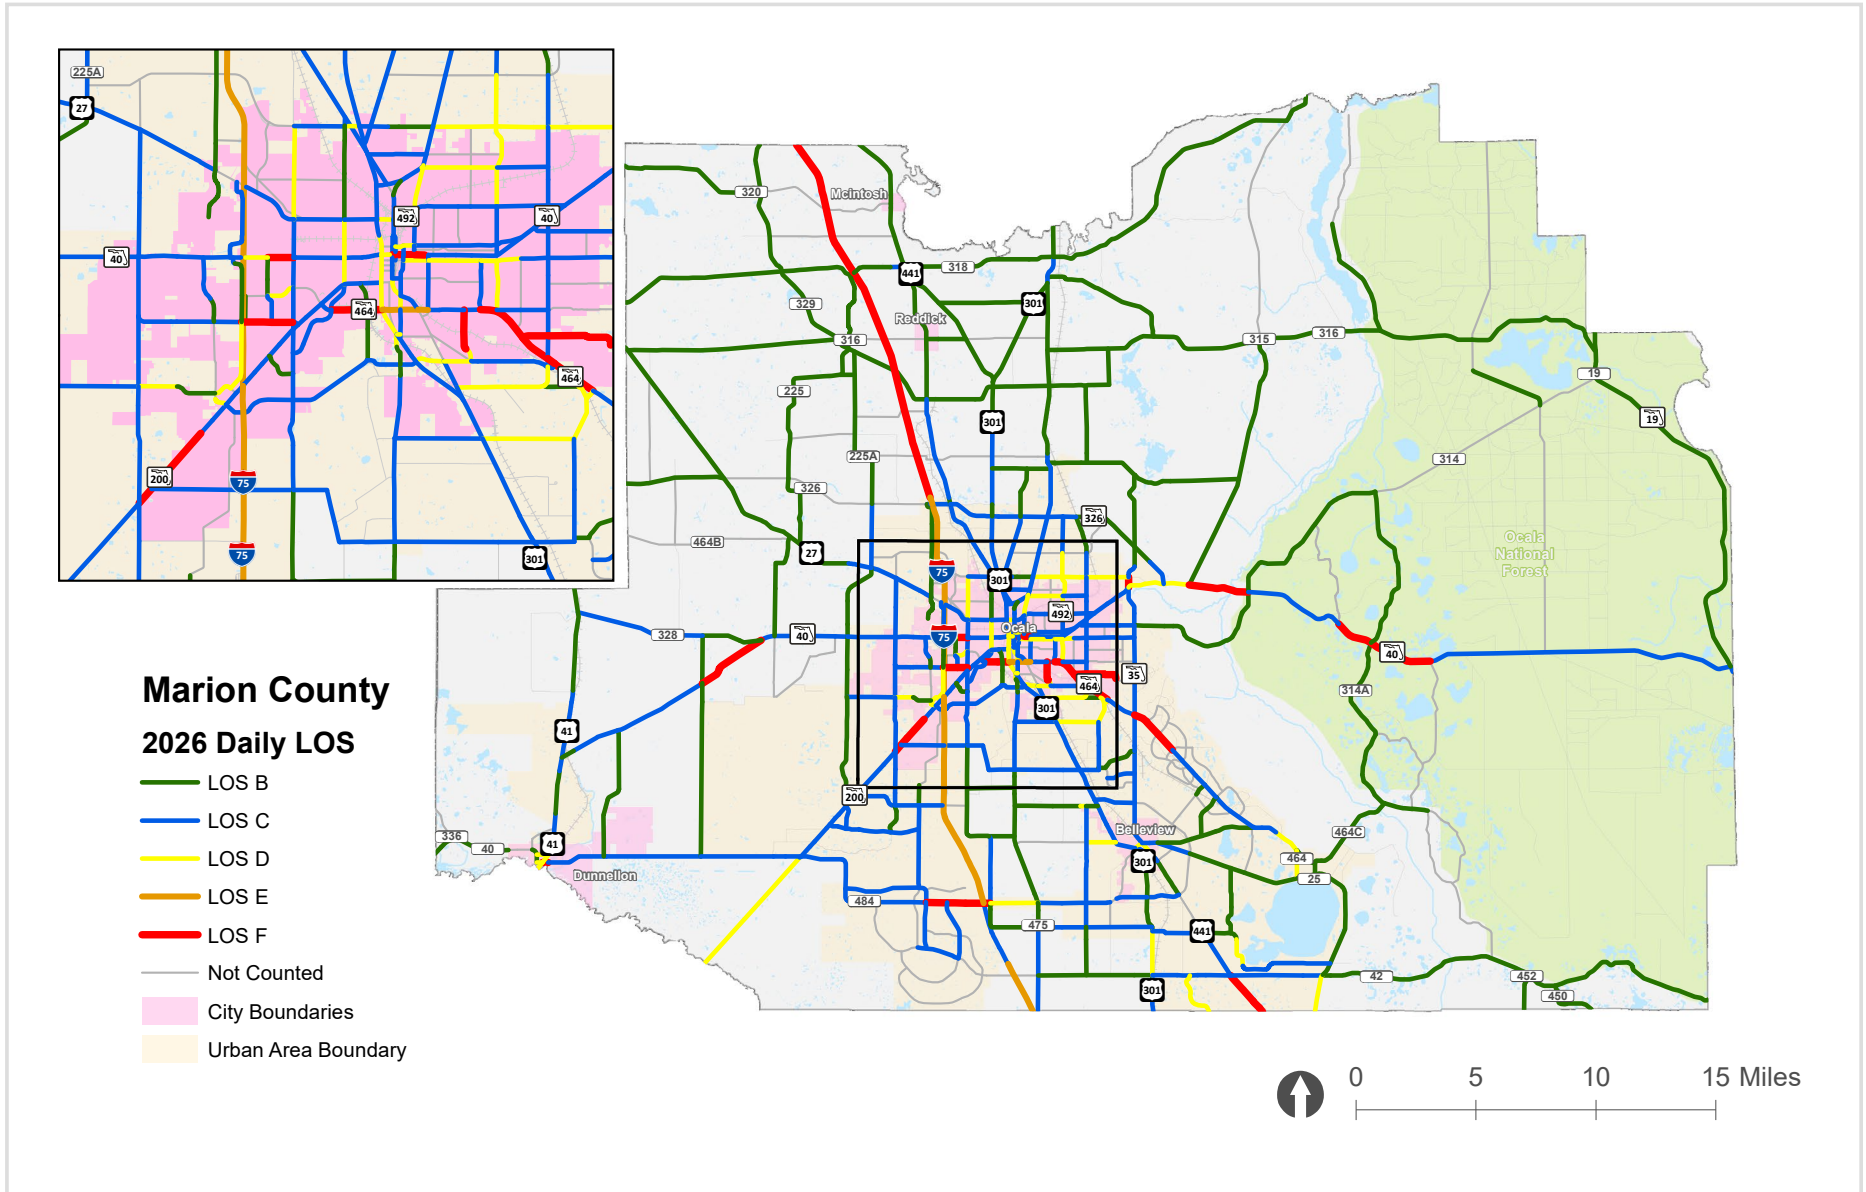 225A
27
492
40
40
464
464
200
75
75
301
320
Mcintosh
441
318
329
301
Reddick
316
315
316
19
225
19
301
225A
314
326
326
464B
27
Ocala
National
Forest
75
301
492
Ocala
328
40
75
40
35
464
314A
301
41
200
Belleview
464C
336
40
41
301
464
Dunnellon
25
484
475
441
42
452
301
450
Marion County
2026 Daily LOS
LOS B
LOS C
LOS D
LOS E
LOS F
Not Counted
City Boundaries
Urban Area Boundary
0 5 10 15 Miles